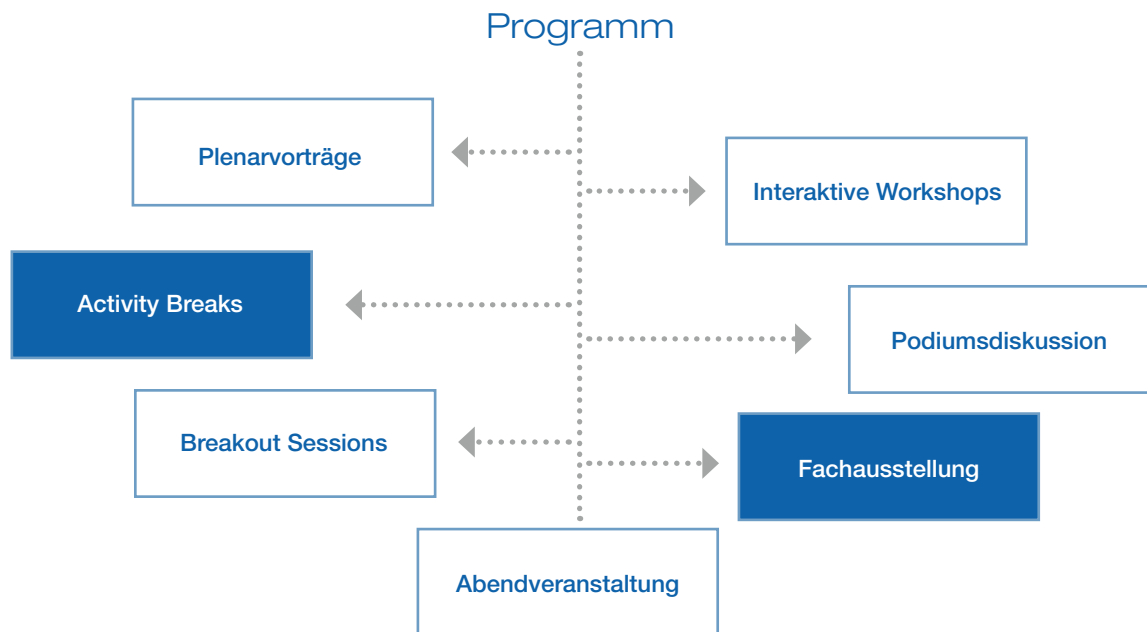 Programm
Plenarvorträge
Interaktive Workshops
Activity Breaks
Podiumsdiskussion
Breakout Sessions
Fachausstellung
Abendveranstaltung